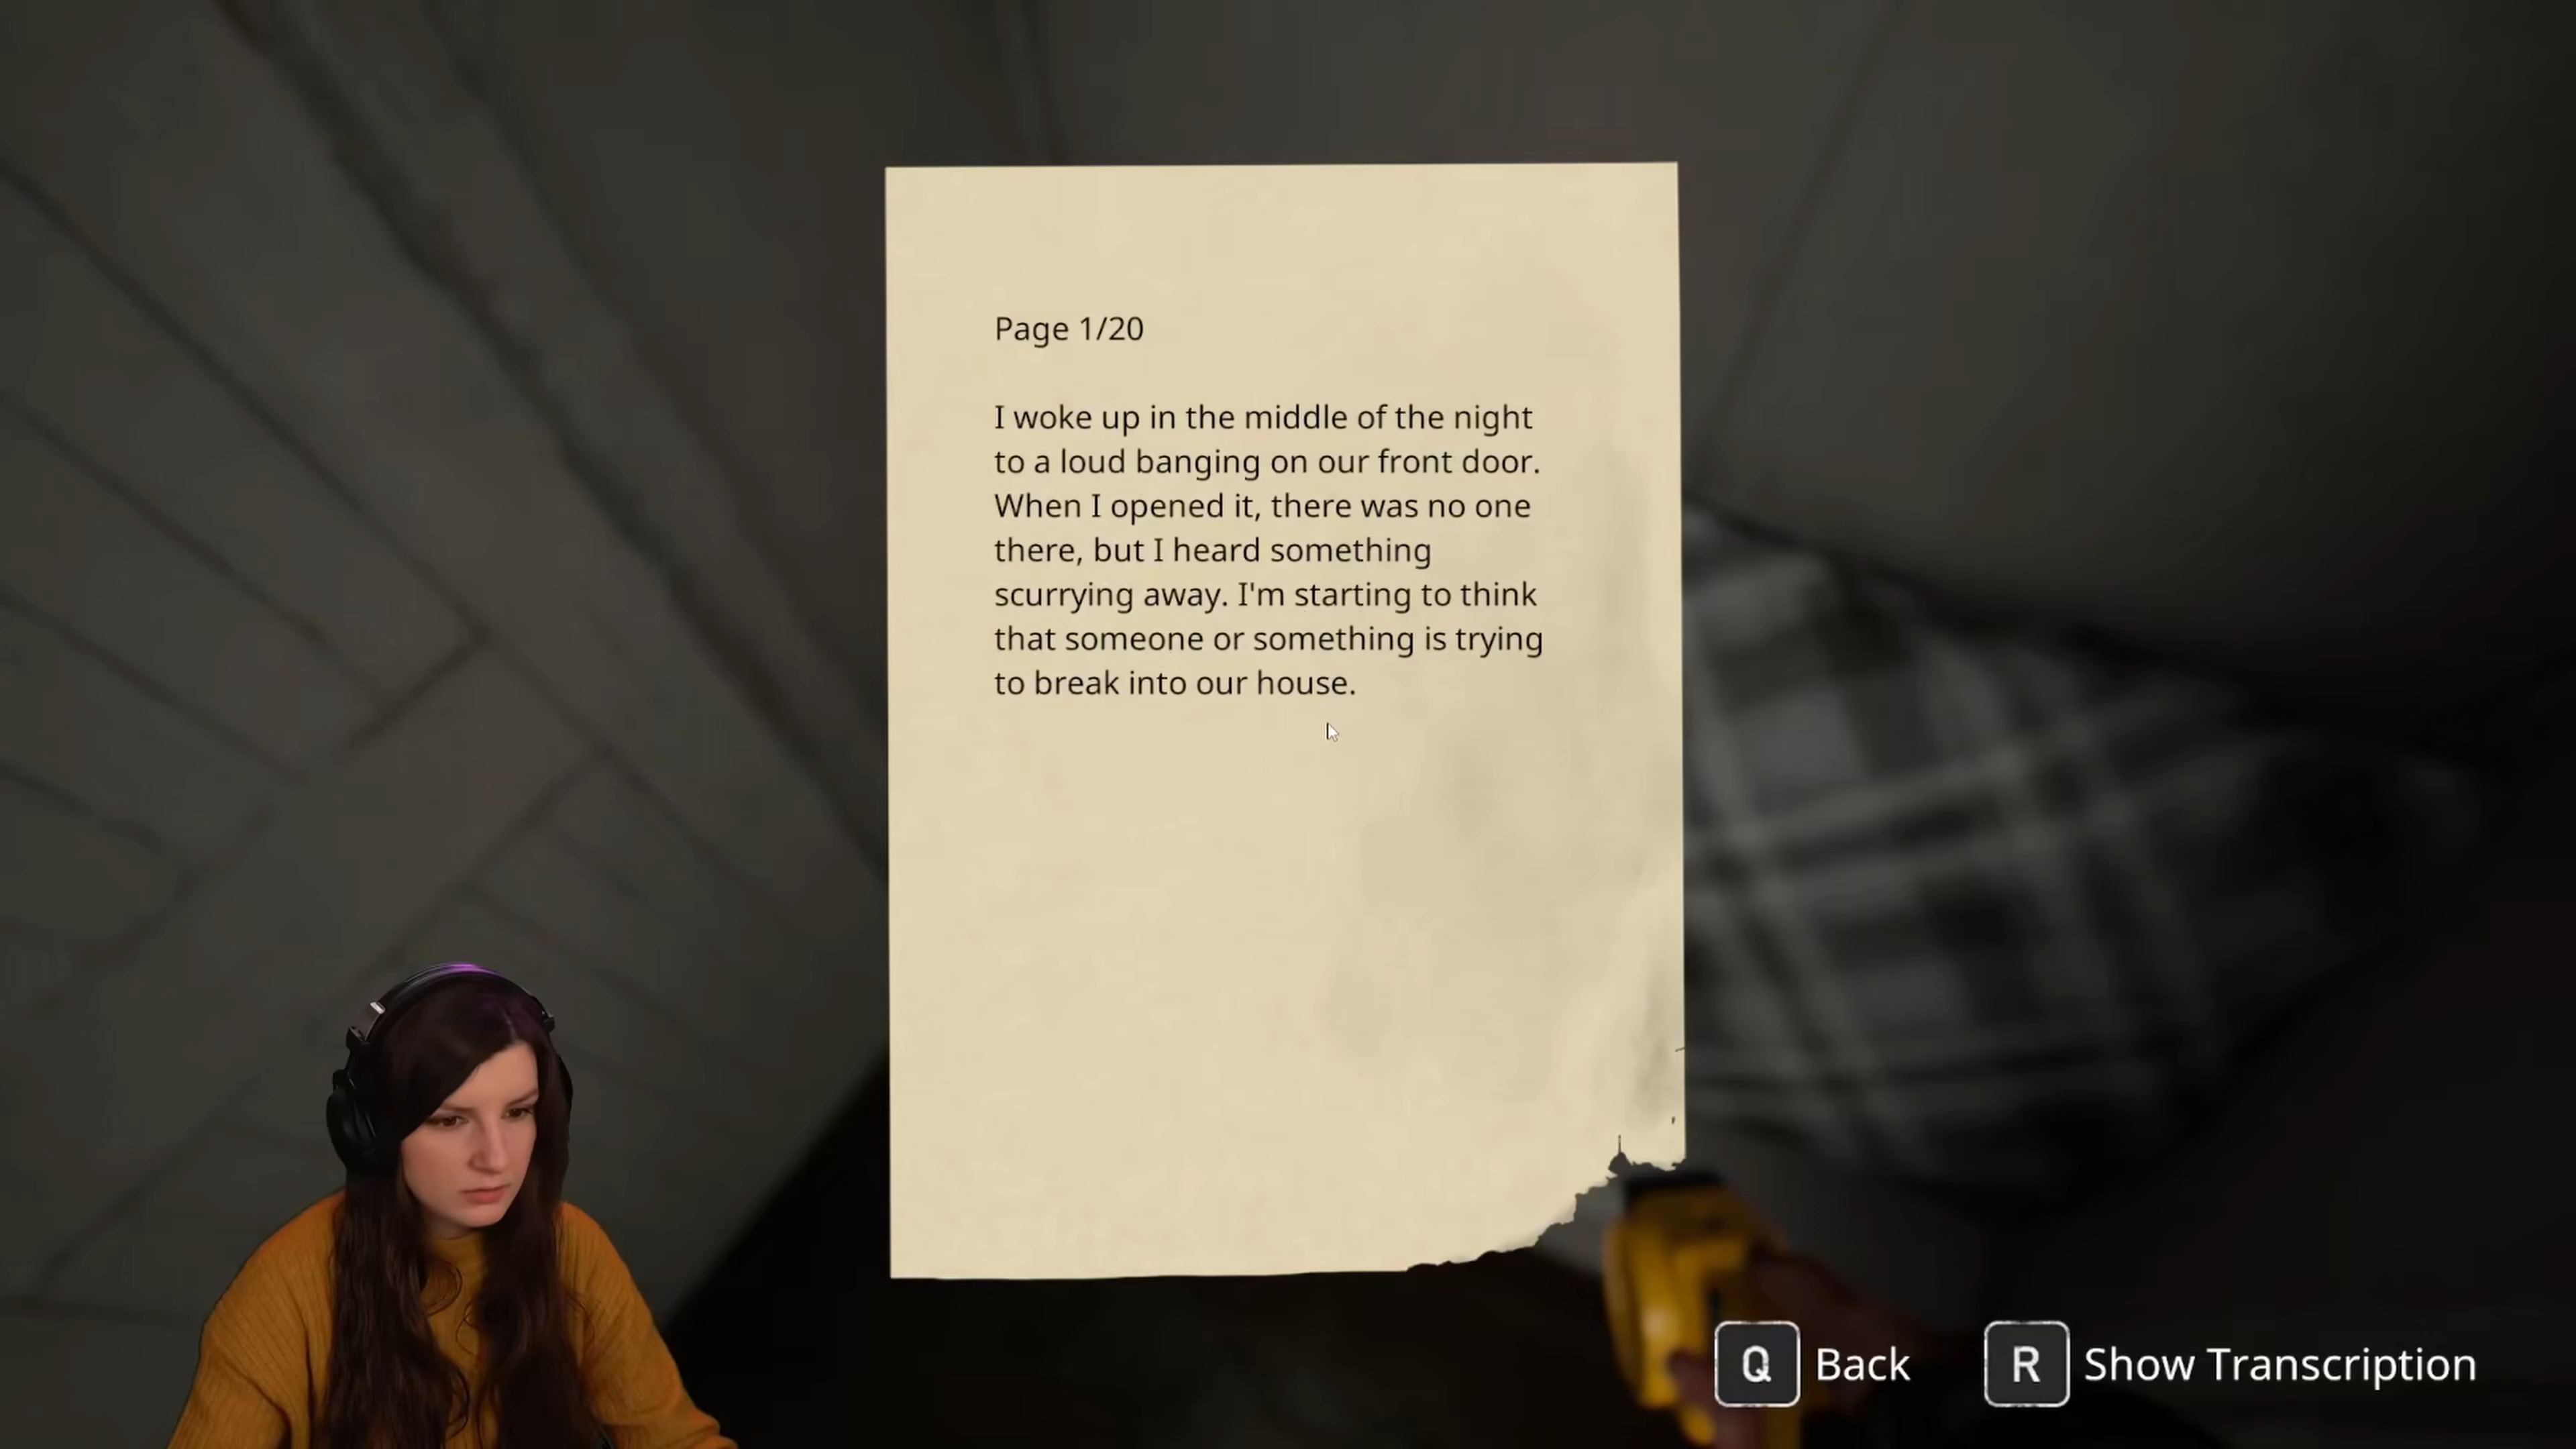 Page 1/20
I woke up in the middle of the night
to a loud banging on our front door.
When I opened it, there was no one
there, but I heard something
scurrying away. I'm starting to think
that someone or something is trying
to break into our house.
Q Back R Show Transcription